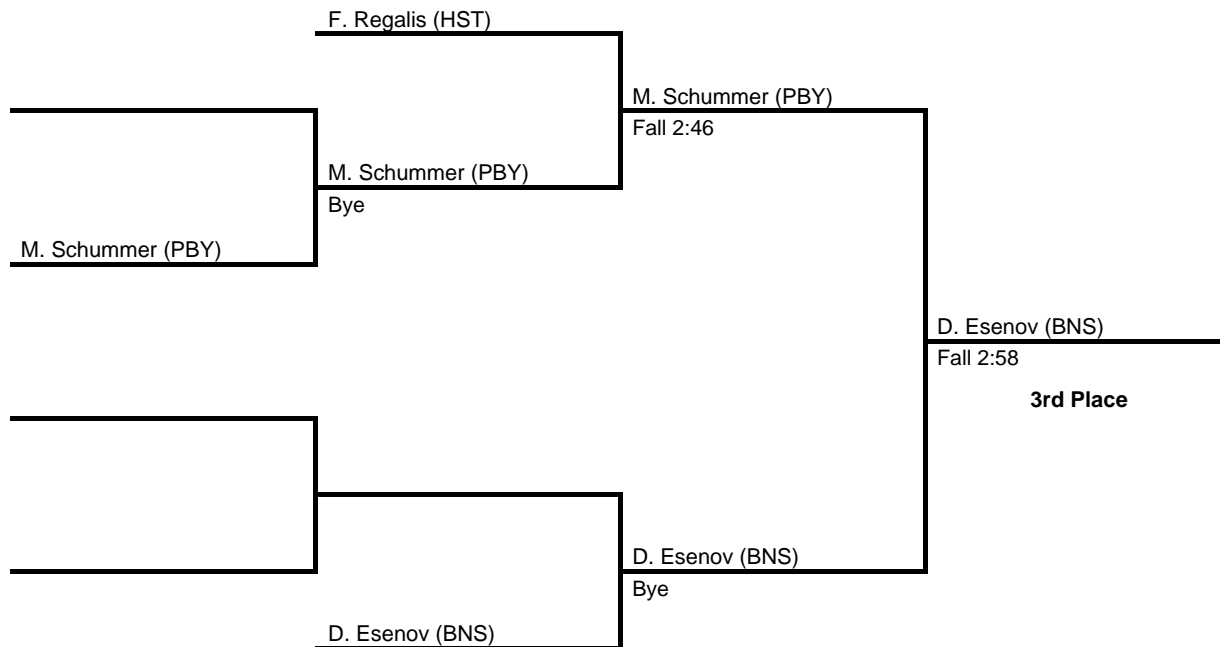 F. Regalis (HST)
M. Schummer (PBY)
Fall 2:46
M. Schummer (PBY)
Bye
M. Schummer (PBY)
D. Esenov (BNS)
Fall 2:58
3rd Place
D. Esenov (BNS)
Bye
D. Esenov (BNS)